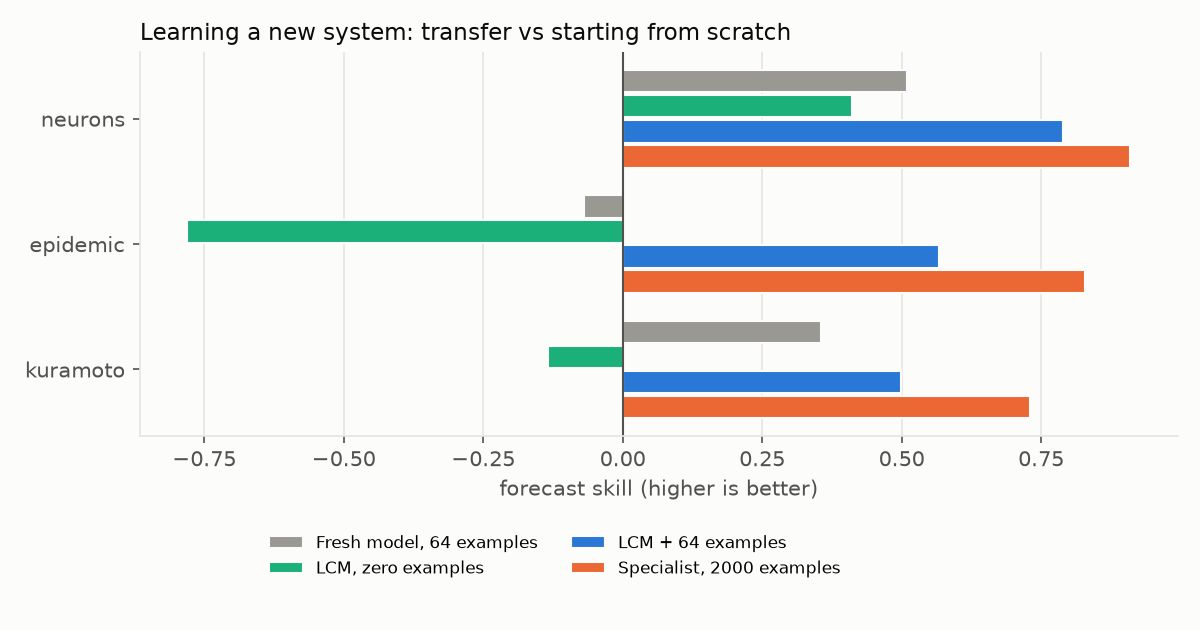 Learning a new system: transfer vs starting from scratch
neurons
epidemic
kuramoto
−0.75 −0.50 −0.25 0.00 0.25 0.50 0.75
forecast skill (higher is better)
Fresh model, 64 examples LCM + 64 examples
LCM, zero examples Specialist, 2000 examples